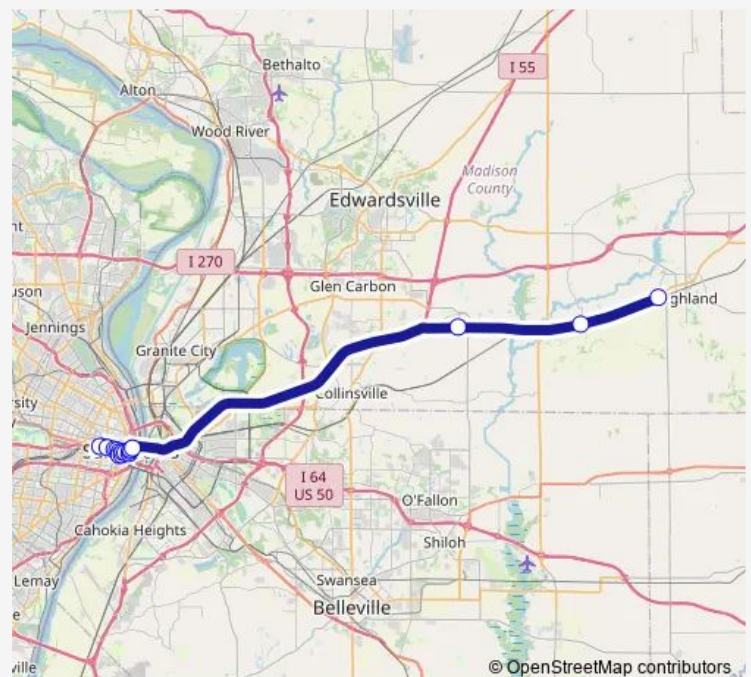 Bethalto
I 55
Alton
Wood River
Madison
County
Edwardsville
nt
I 270
uson
Glen Carbon
ghland
Jennings
Granite City
rsity
Collinsville
I 64
US 50
O'Fallon
Cahokia Heights
Shiloh
Lemay
Swansea
Belleville
ville
© OpenStreetMap contributors